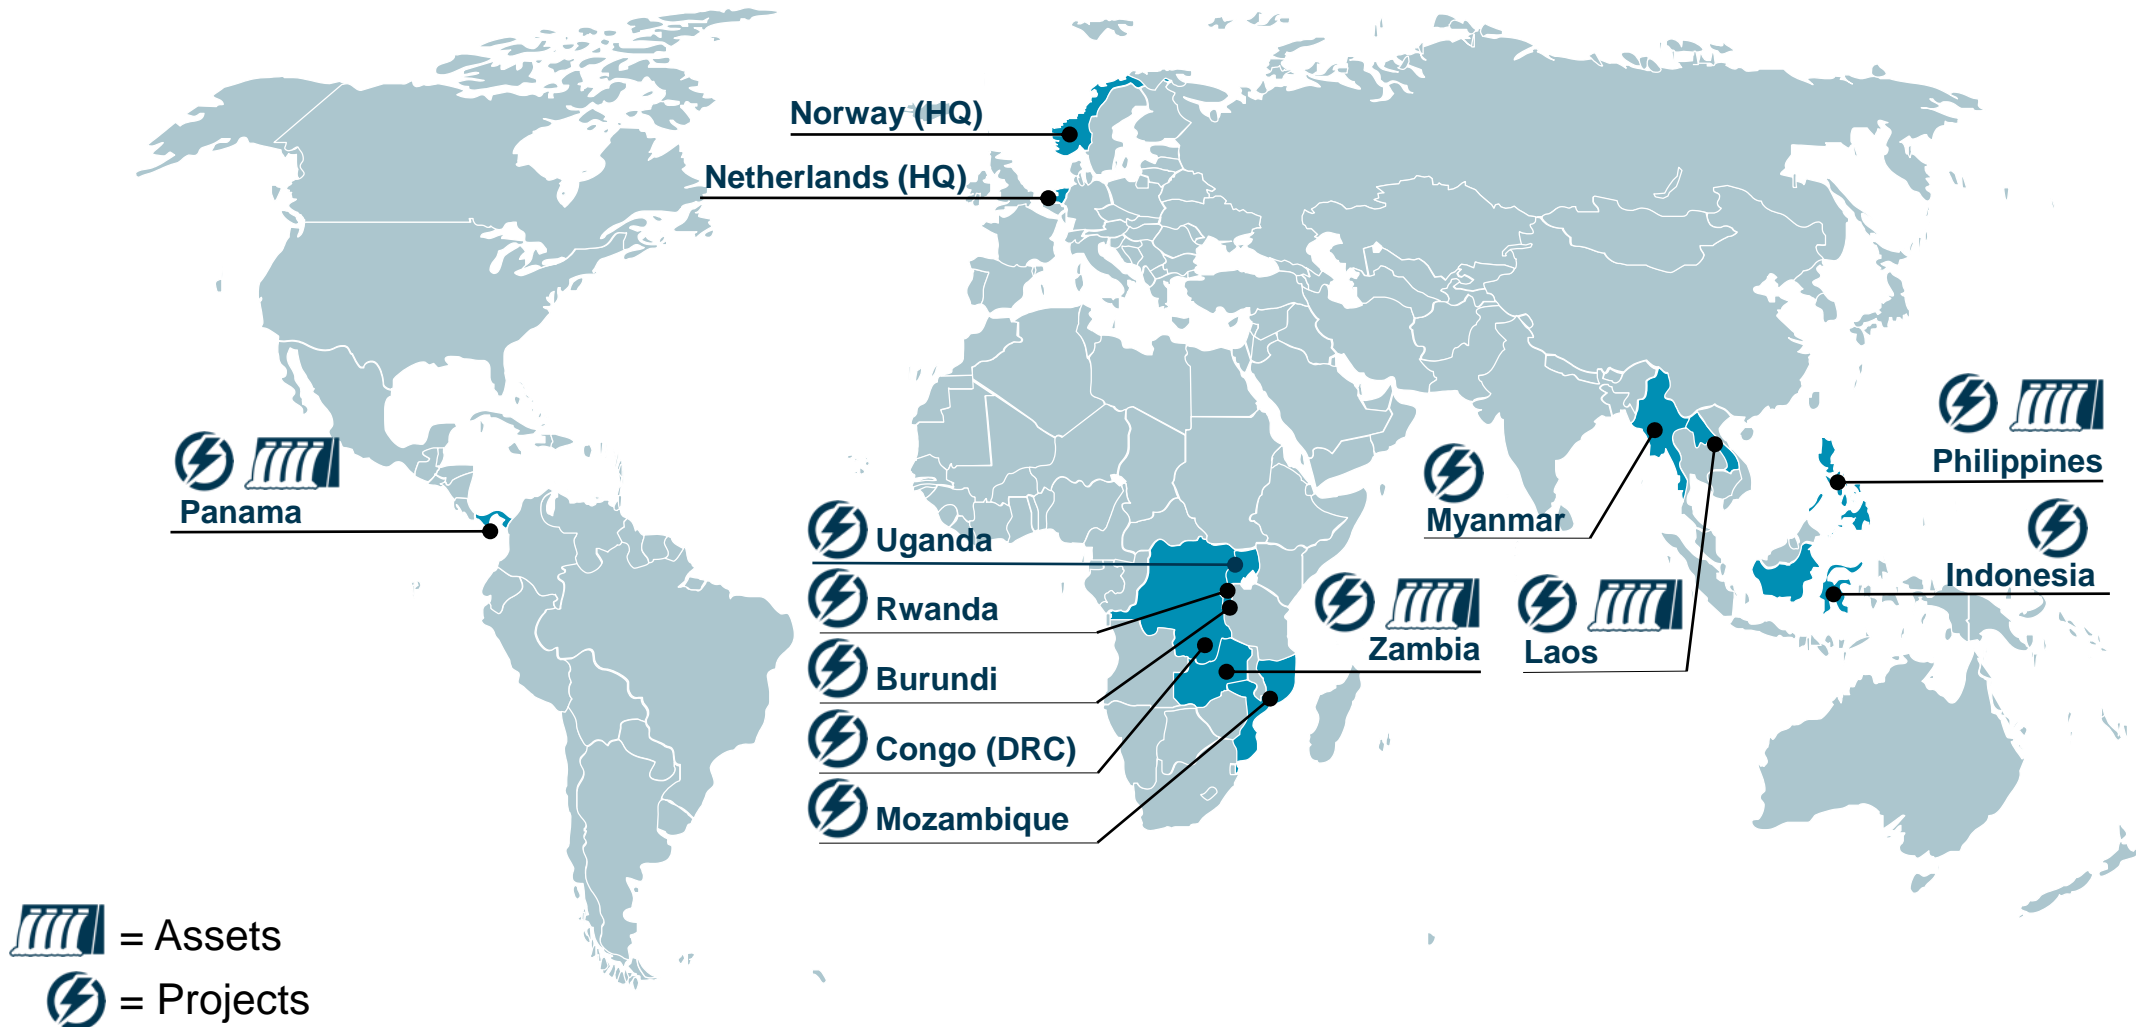 Norway (HQ)
Netherlands (HQ)
Panama
Uganda
Rwanda
Burundi
Congo (DRC)
Mozambique
Zambia
Myanmar
Laos
Philippines
Indonesia
= Assets
= Projects